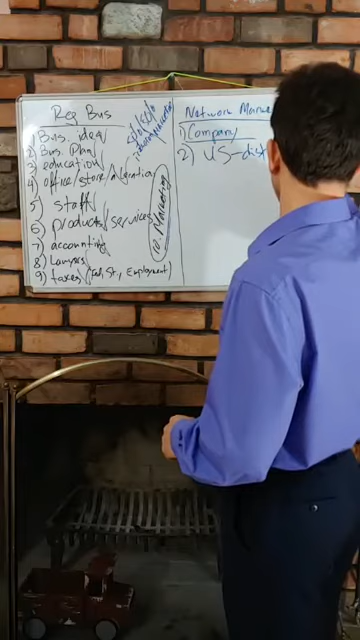 Reg Bus
1) Bus. idea
2) Bus. Plan
3) education
4) office/store/
5) staff
6) products/services
7) accounting
8) Lawyers
9) taxes (Fed, St, Employment)
10. Marketing
Network Marke
1) Company
2) US - dist